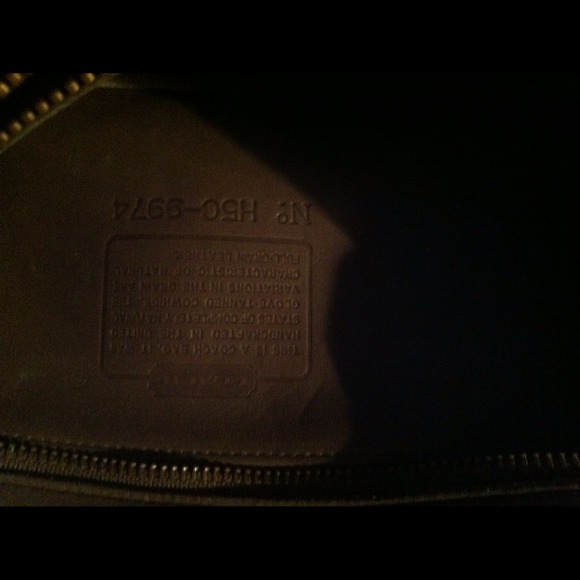 COACH
THIS IS A COACH BAG. IT WAS
HANDCRAFTED IN THE UNITED
STATES OF COMPLETELY NATURAL
GLOVE-TANNED COWHIDE. THE
VARIATIONS IN THE GRAIN ARE
CHARACTERISTIC OF NATURAL
FULL-GRAIN LEATHER.
Nº H5C-9974